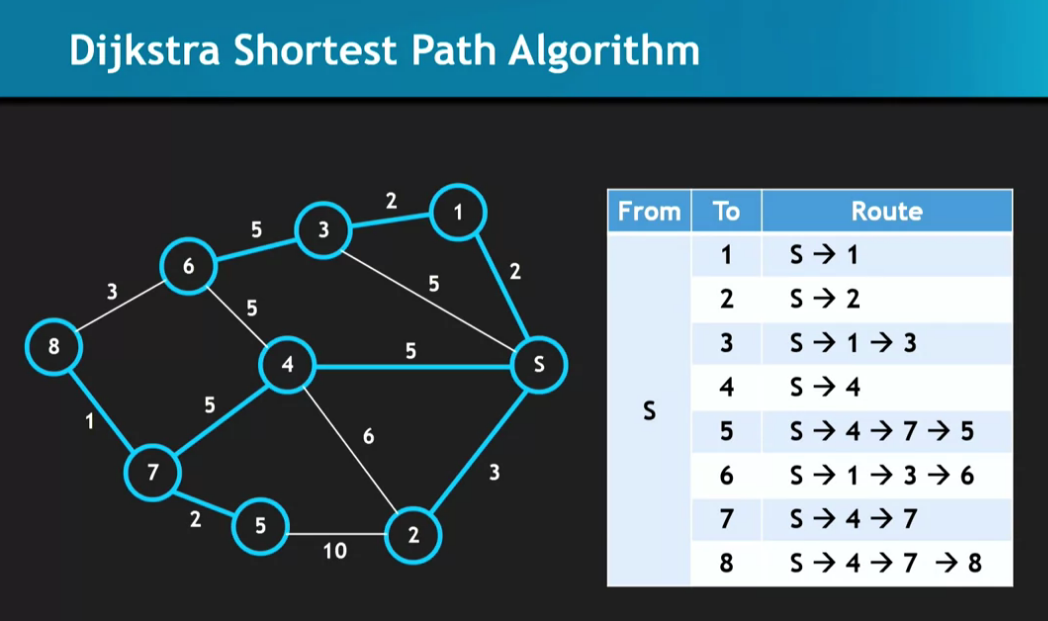 Dijkstra Shortest Path Algorithm
2
1
5
3
6
5
2
3
5
8
4
5
S
1
5
6
3
7
2
5
10
2
From To Route
S
1 S → 1
2 S → 2
3 S → 1 → 3
4 S → 4
5 S → 4 → 7 → 5
6 S → 1 → 3 → 6
7 S → 4 → 7
8 S → 4 → 7 → 8